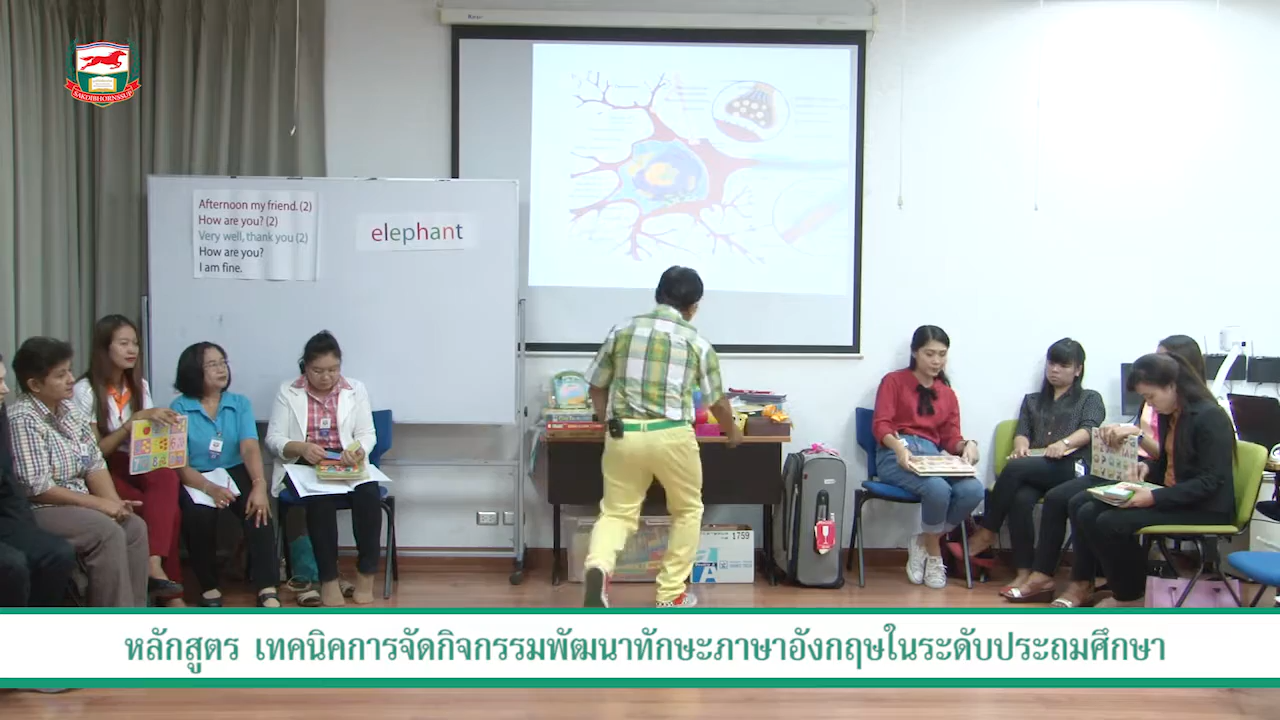 SAKDIBHORNSSUP
Afternoon my friend. (2)
How are you? (2)
Very well, thank you (2)
How are you?
I am fine.
elephant
1759
หลักสูตร เทคนิคการจัดกิจกรรมพัฒนาทักษะภาษาอังกฤษในระดับประถมศึกษา